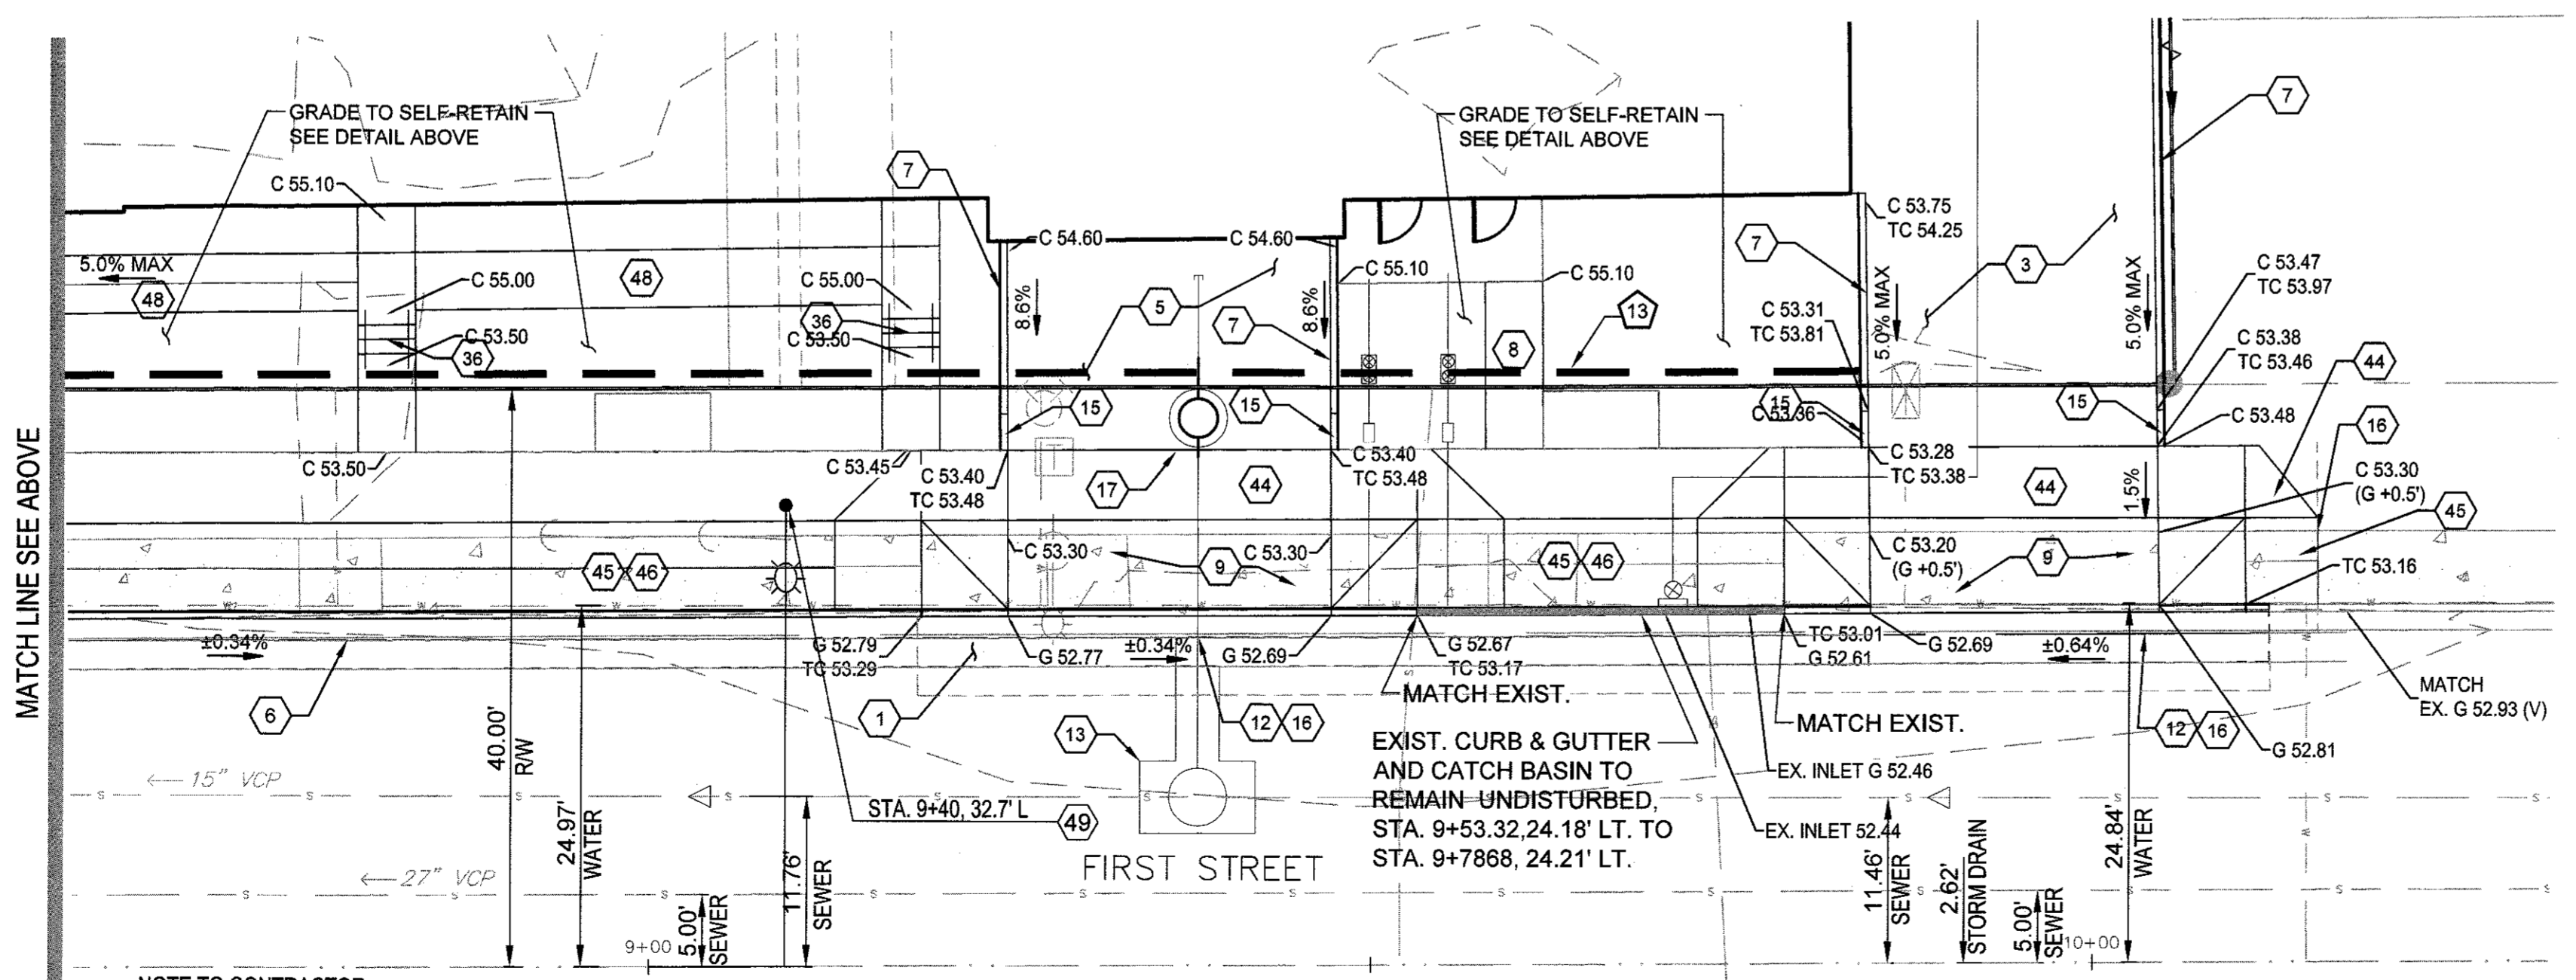 GRADE TO SELF-RETAIN
SEE DETAIL ABOVE
GRADE TO SELF-RETAIN
SEE DETAIL ABOVE
7
7
C 55.10
C 53.75
TC 54.25
C 54.60
C 54.60
7
3
5.0% MAX
48
C 55.00
48
C 55.00
8.6%
5
8.6%
C 55.10
C 55.10
C 53.47
TC 53.97
36
C 53.50
36
C 53.50
7
8
13
C 53.31
TC 53.81
5.0% MAX
5.0% MAX
C 53.38
TC 53.46
44
15
15
15
C 53.36
15
C 53.48
16
MATCH LINE SEE ABOVE
C 53.50
C 53.45
C 53.40
TC 53.48
17
T
44
C 53.40
TC 53.48
C 53.28
TC 53.38
44
1.5%
C 53.30
(G +0.5')
45
45
46
C 53.30
9
C 53.30
45
46
C 53.20
(G +0.5')
9
TC 53.16
±0.34%
G 52.79
TC 53.29
G 52.77
±0.34%
G 52.69
G 52.67
TC 53.17
MATCH EXIST.
TC 53.01
G 52.61
G 52.69
±0.64%
MATCH EXIST.
MATCH
EX. G 52.93 (V)
6
1
12
16
12
16
G 52.81
40.00'
R/W
13
15" VCP
24.97'
WATER
STA. 9+40, 32.7' L
49
EXIST. CURB & GUTTER
AND CATCH BASIN TO
REMAIN UNDISTURBED,
STA. 9+53.32,24.18' LT. TO
STA. 9+7868, 24.21' LT.
EX. INLET G 52.46
EX. INLET 52.44
FIRST STREET
27" VCP
11.76'
SEWER
5.00'
SEWER
11.46'
SEWER
2.62'
STORM DRAIN
5.00'
SEWER
24.84'
WATER
9+00
10+00
NOTE TO CONTRACTOR